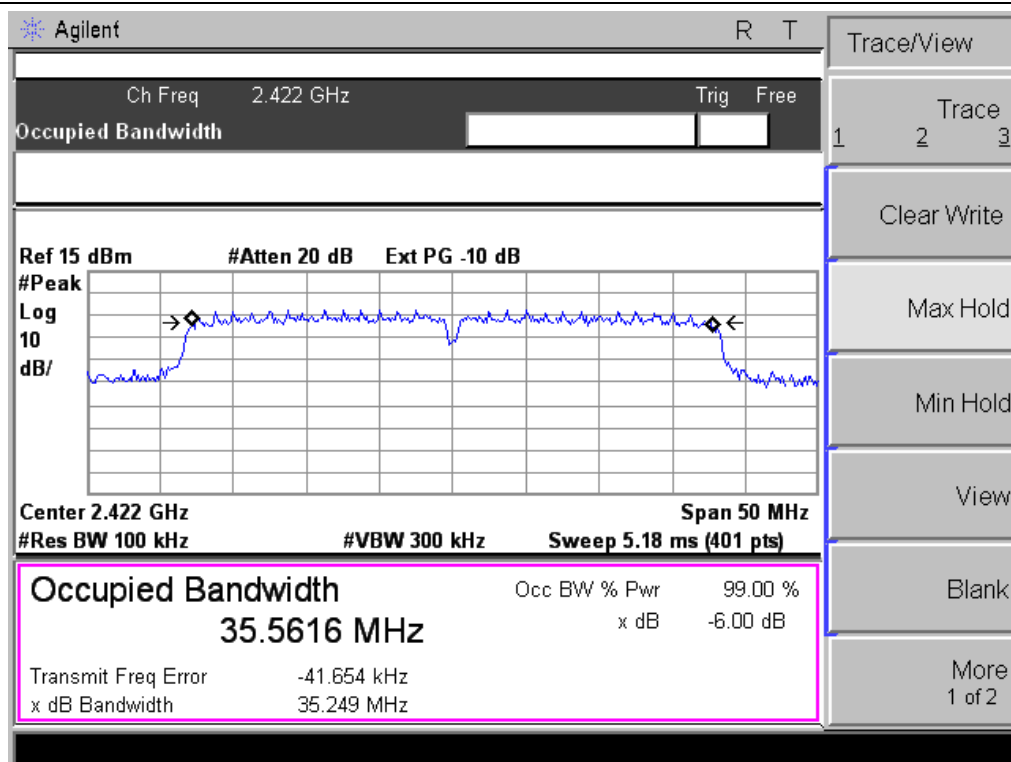 Agilent R T
Ch Freq 2.422 GHz Trig Free
Occupied Bandwidth
Ref 15 dBm #Atten 20 dB Ext PG -10 dB
#Peak
Log
10
dB/
Center 2.422 GHz Span 50 MHz
#Res BW 100 kHz #VBW 300 kHz Sweep 5.18 ms (401 pts)
Occupied Bandwidth Occ BW % Pwr 99.00 %
35.5616 MHz x dB -6.00 dB
Transmit Freq Error -41.654 kHz
x dB Bandwidth 35.249 MHz
Trace/View
Trace
1 2 3
Clear Write
Max Hold
Min Hold
View
Blank
More
1 of 2